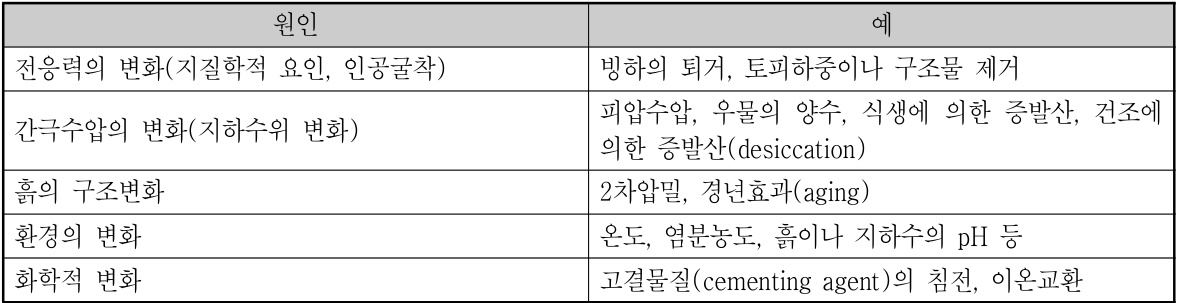 원인
예
전응력의 변화(지질학적 요인, 인공굴착)
빙하의 퇴거, 토피하중이나 구조물 제거
간극수압의 변화(지하수위 변화)
피압수압, 우물의 양수, 식생에 의한 증발산, 건조에
의한 증발산(desiccation)
흙의 구조변화
2차압밀, 경년효과(aging)
환경의 변화
온도, 염분농도, 흙이나 지하수의 pH 등
화학적 변화
고결물질(cementing agent)의 침전, 이온교환